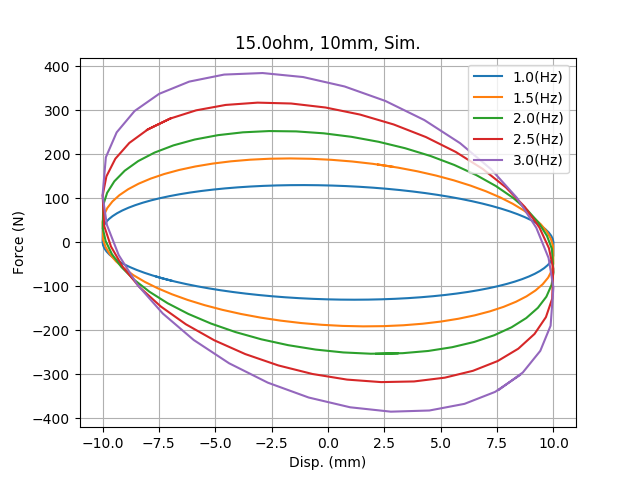 15.0ohm, 10mm, Sim.
400
300
200
100
0
−100
−200
−300
−400
Force (N)
1.0(Hz)
1.5(Hz)
2.0(Hz)
2.5(Hz)
3.0(Hz)
−10.0 −7.5 −5.0 −2.5 0.0 2.5 5.0 7.5 10.0
Disp. (mm)